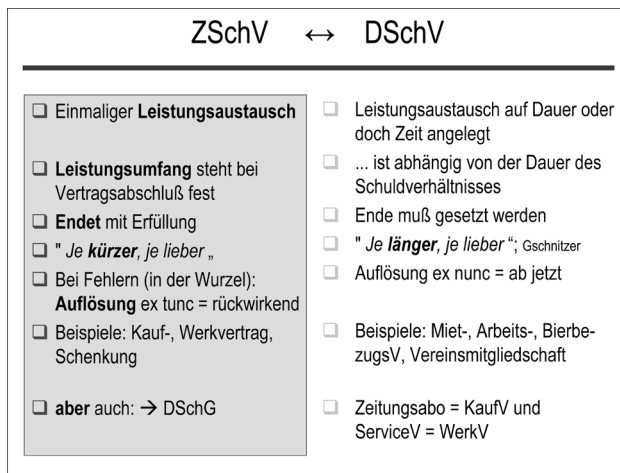 ZSchV ↔ DSchV
❑ Einmaliger Leistungsaustausch
❑ Leistungsumfang steht bei
Vertragsabschluß fest
❑ Endet mit Erfüllung
❑ " Je kürzer, je lieber „
❑ Bei Fehlern (in der Wurzel):
Auflösung ex tunc = rückwirkend
❑ Beispiele: Kauf-, Werkvertrag,
Schenkung
❑ aber auch: → DSchG
❑ Leistungsaustausch auf Dauer oder
doch Zeit angelegt
❑ ... ist abhängig von der Dauer des
Schuldverhältnisses
❑ Ende muß gesetzt werden
❑ " Je länger, je lieber “; Gschnitzer
❑ Auflösung ex nunc = ab jetzt
❑ Beispiele: Miet-, Arbeits-, Bierbe-
zugsV, Vereinsmitgliedschaft
❑ Zeitungsabo = KaufV und
ServiceV = WerkV